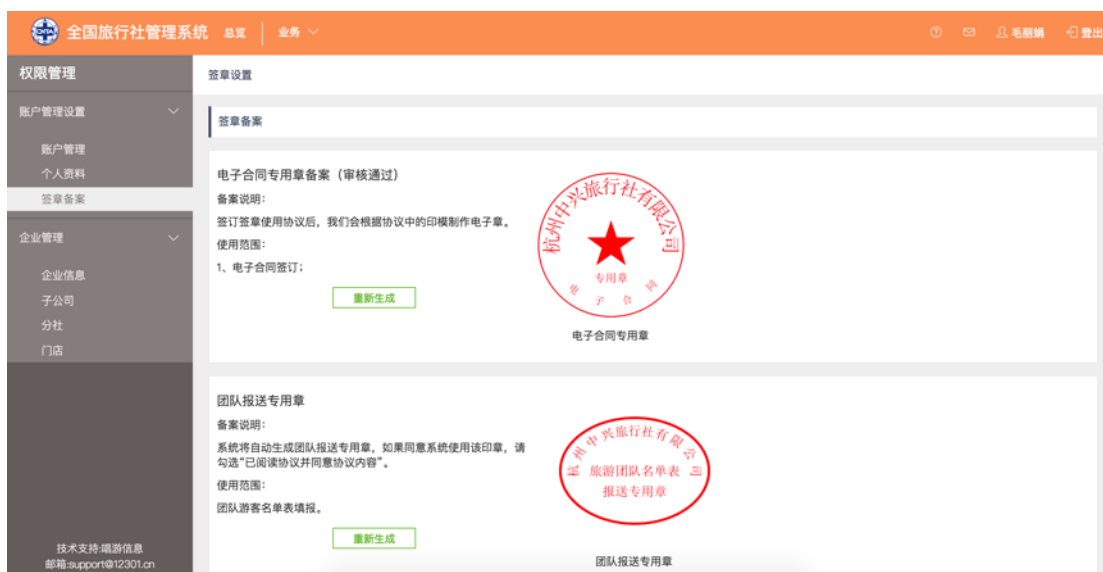 CNTA 全国旅行社管理系统 总览 业务 毛丽娟 登出
权限管理
账户管理设置
账户管理
个人资料
签章备案
企业管理
企业信息
子公司
分社
门店
技术支持:唱游信息
邮箱:support@12301.cn
签章设置
签章备案
电子合同专用章备案（审核通过）
备案说明：
签订签章使用协议后，我们会根据协议中的印模制作电子章。
使用范围：
1、电子合同签订；
重新生成
杭州中兴旅行社有限公司
专用章
电子合同
电子合同专用章
团队报送专用章
备案说明：
系统将自动生成团队报送专用章，如果同意系统使用该印章，请
勾选“已阅读协议并同意协议内容”。
使用范围：
团队游客名单表填报。
重新生成
杭州中兴旅行社有限公司
旅游团队名单表
报送专用章
团队报送专用章